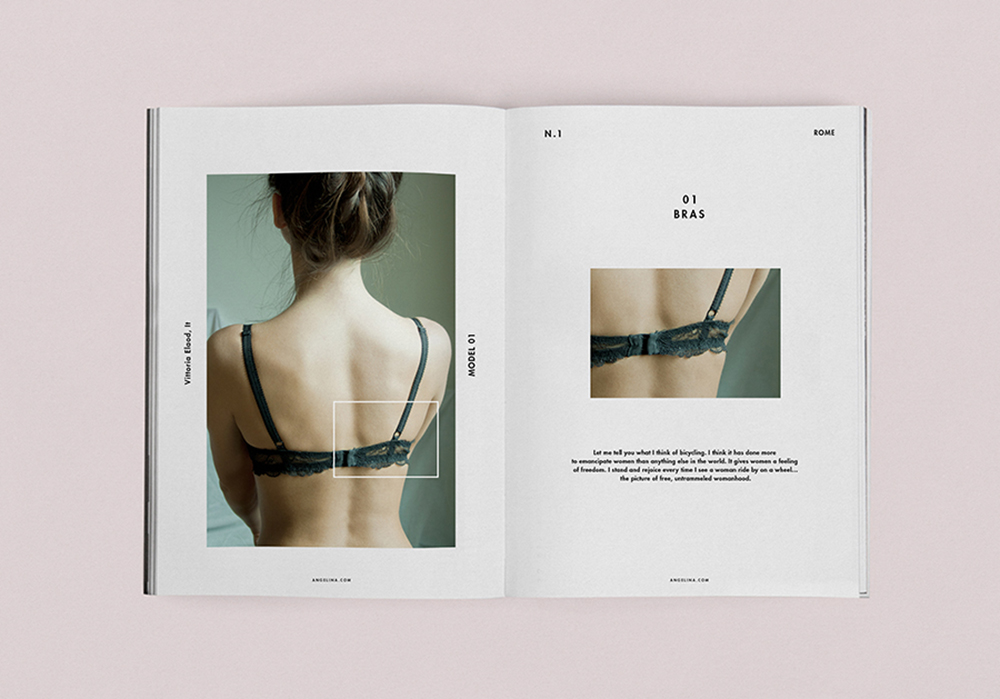 Vittoria Elaod, It
MODEL 01
ANGELINA.COM
N.1
ROME
01
BRAS
Let me tell you what I think of bicycling. I think it has done more
to emancipate women than anything else in the world. It gives women a feeling
of freedom. I stand and rejoice every time I see a woman ride by on a wheel...
the picture of free, untrammeled womanhood.
ANGELINA.COM